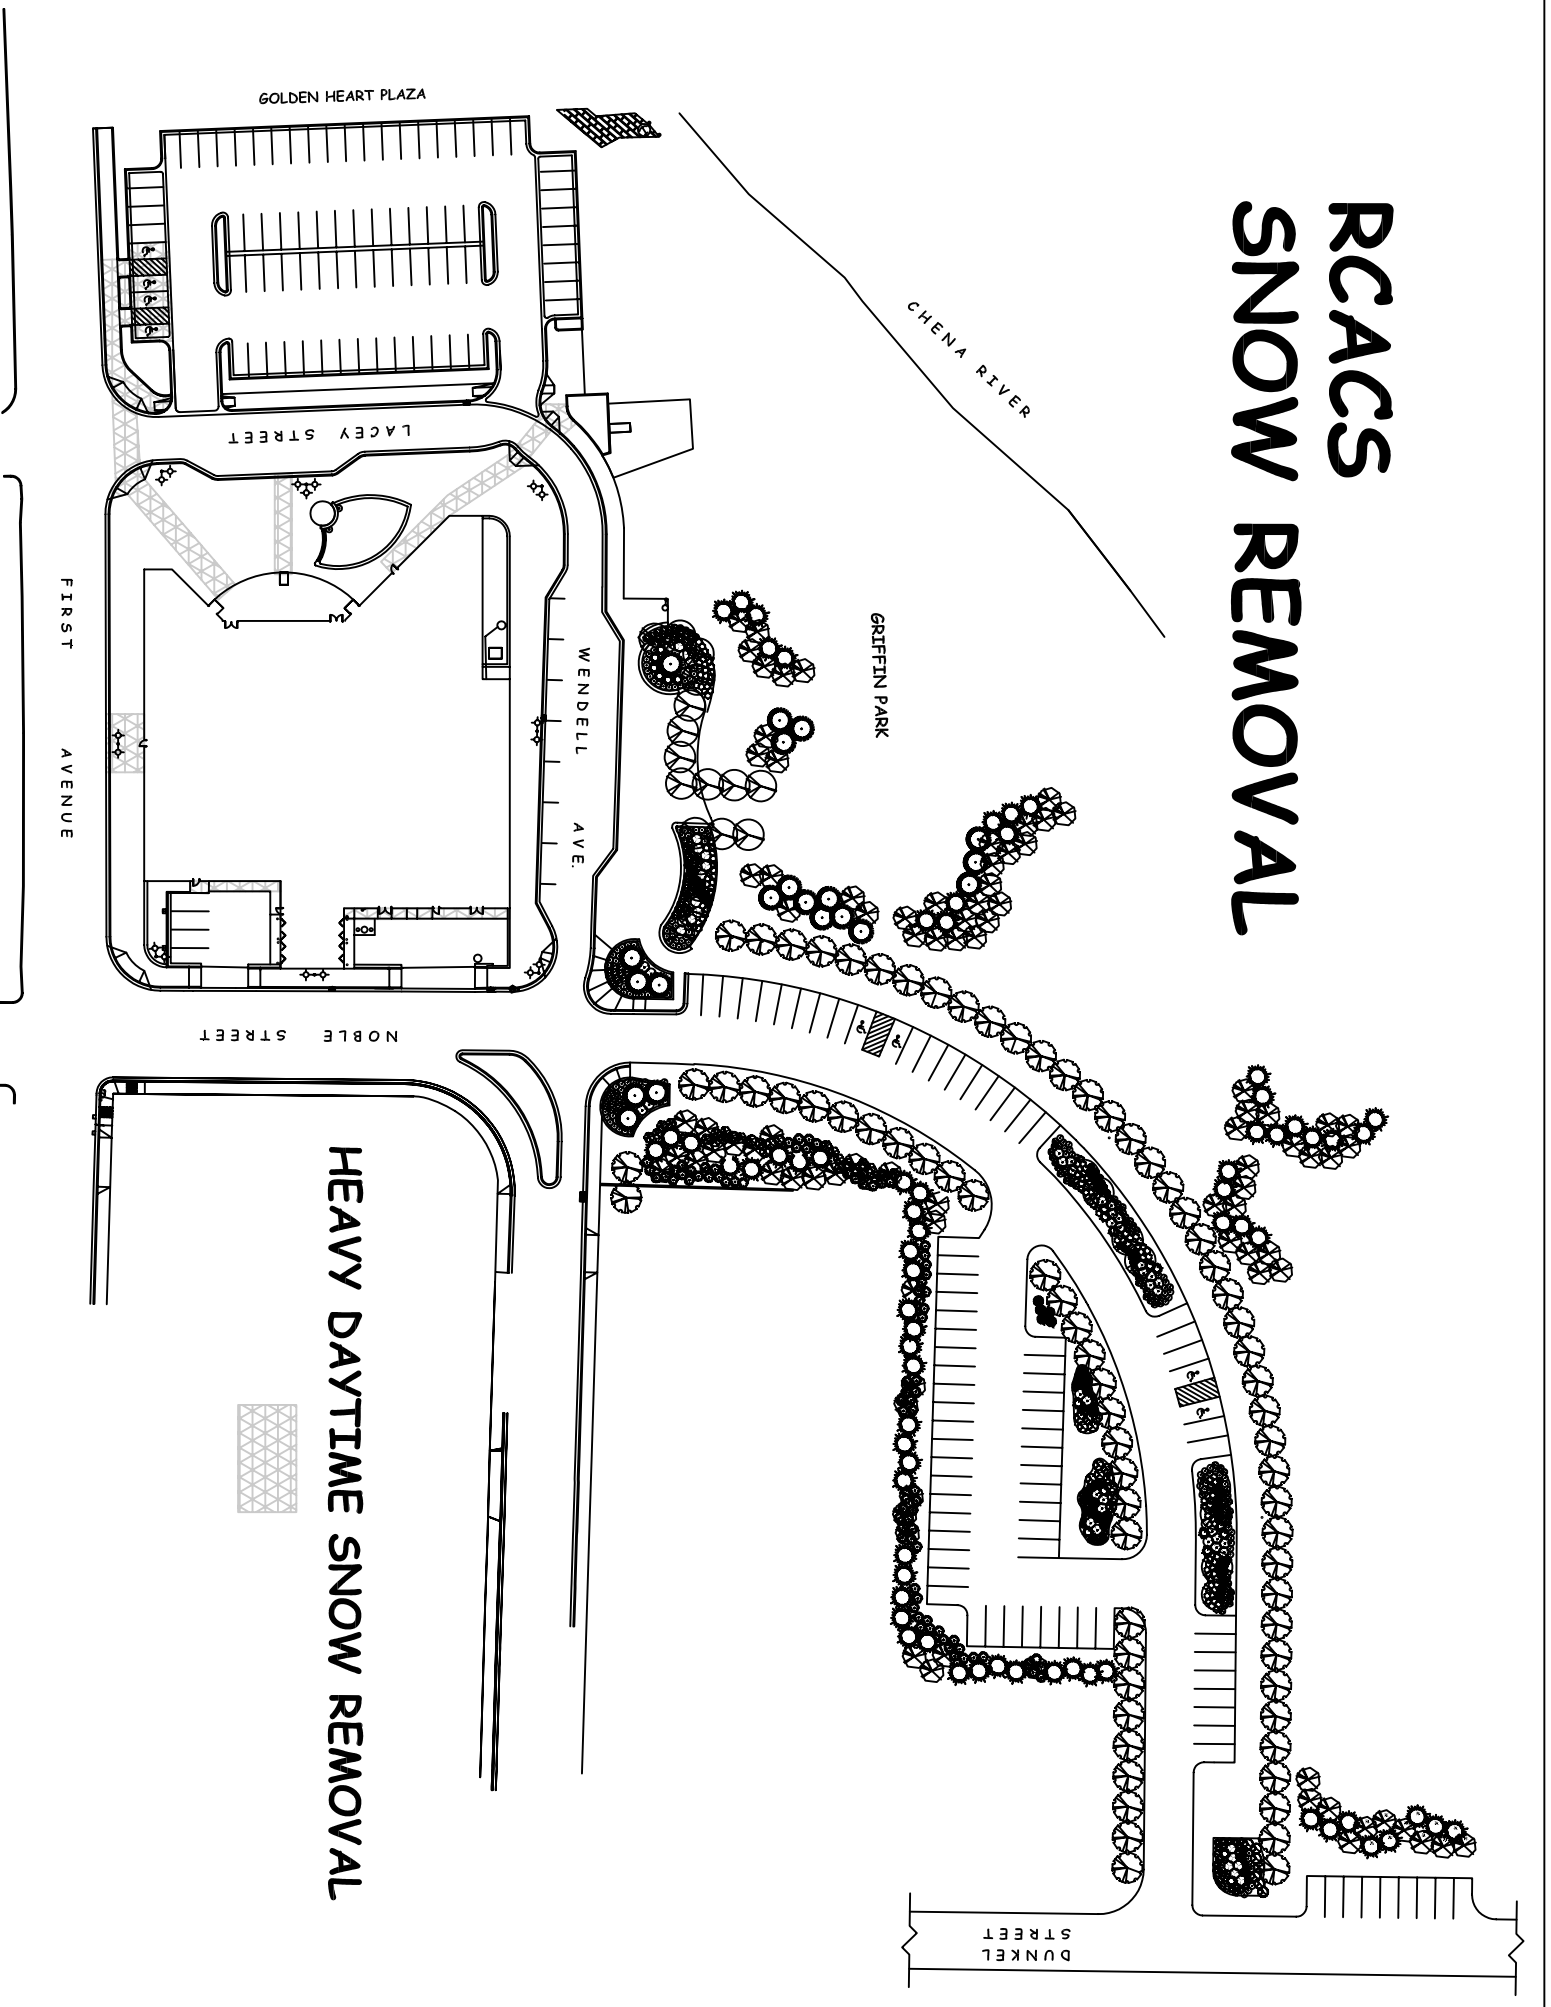 RCACS
SNOW REMOVAL
GOLDEN HEART PLAZA
CHENA RIVER
LACEY STREET
GRIFFIN PARK
FIRST AVENUE
WENDELL AVE.
NOBLE STREET
HEAVY DAYTIME SNOW REMOVAL
DUNKEL
STREET